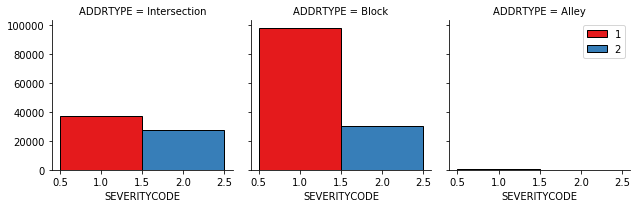 ADDRTYPE = Intersection
ADDRTYPE = Block
ADDRTYPE = Alley
1
2
100000
80000
60000
40000
20000
0
0.5 1.0 1.5 2.0 2.5
0.5 1.0 1.5 2.0 2.5
0.5 1.0 1.5 2.0 2.5
SEVERITYCODE
SEVERITYCODE
SEVERITYCODE